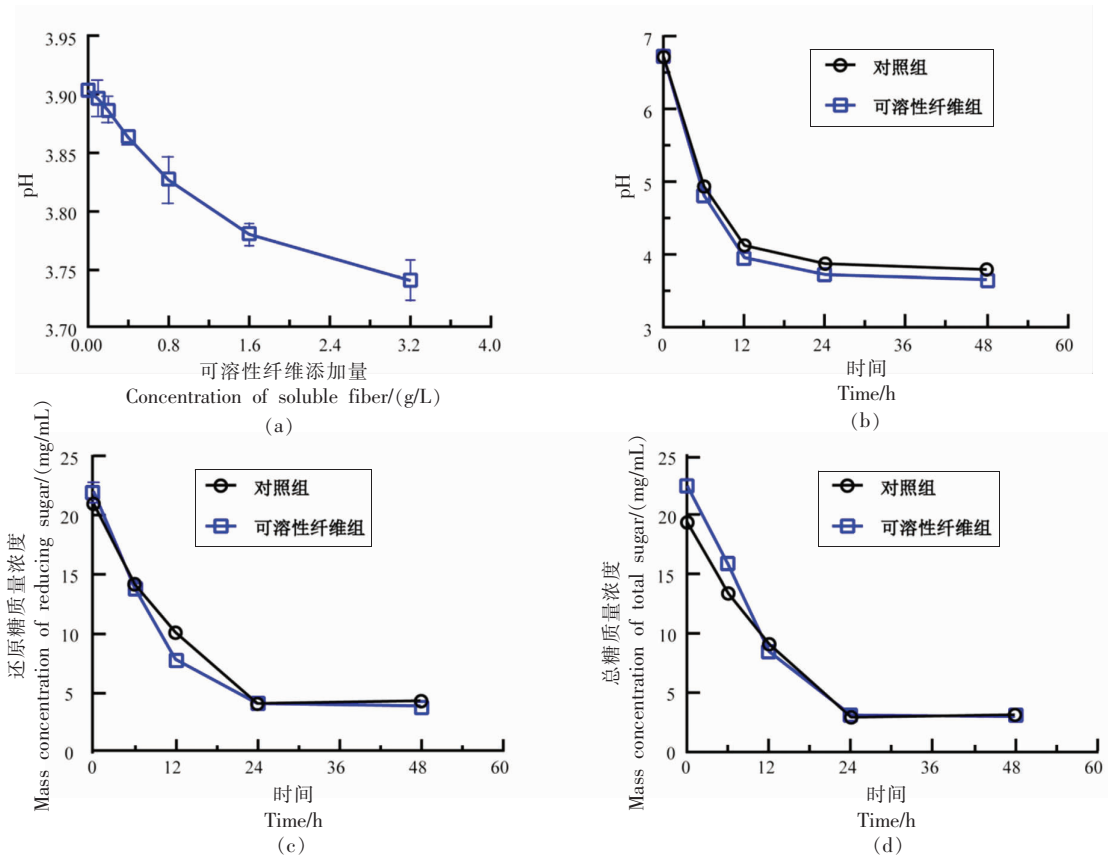 3.95
3.90
3.85
3.80
3.75
3.70
pH
0.00 0.8 1.6 2.4 3.2 4.0
可溶性纤维添加量
Concentration of soluble fiber/(g/L)
(a)
7
6
5
4
3
pH
对照组
可溶性纤维组
0 12 24 36 48 60
时间
Time/h
(b)
25
20
15
10
5
0
还原糖质量浓度
Mass concentration of reducing sugar/(mg/mL)
对照组
可溶性纤维组
0 12 24 36 48 60
时间
Time/h
(c)
25
20
15
10
5
0
总糖质量浓度
Mass concentration of total sugar/(mg/mL)
对照组
可溶性纤维组
0 12 24 36 48 60
时间
Time/h
(d)